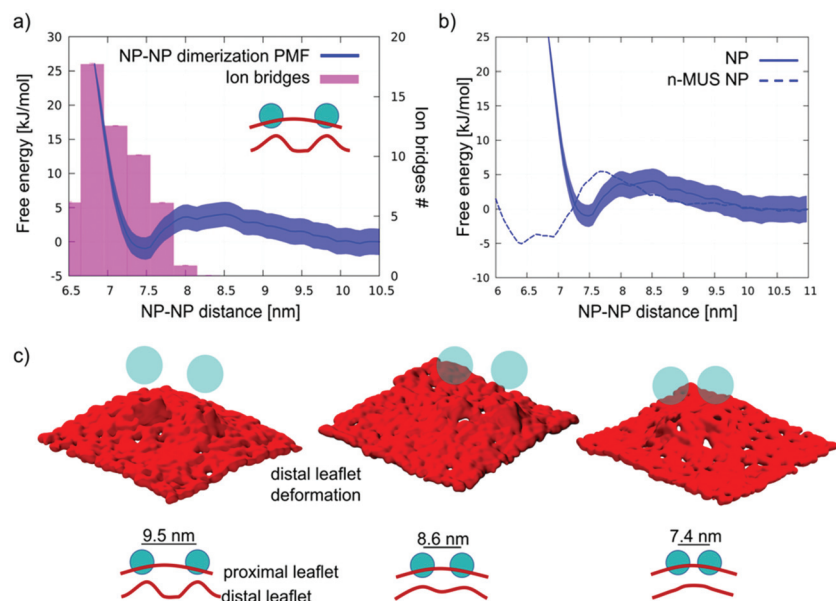 a)
NP-NP dimerization PMF
Ion bridges
Free energy [kJ/mol]
30
25
20
15
10
5
0
-5
20
15
10
5
0
Ion bridges #
6.5 7 7.5 8 8.5 9 9.5 10 10.5
NP-NP distance [nm]
b)
NP
n-MUS NP
Free energy [kJ/mol]
25
20
15
10
5
0
-5
-10
6 6.5 7 7.5 8 8.5 9 9.5 10 10.5 11
NP-NP distance [nm]
c)
distal leaflet
deformation
9.5 nm
8.6 nm
7.4 nm
proximal leaflet
distal leaflet